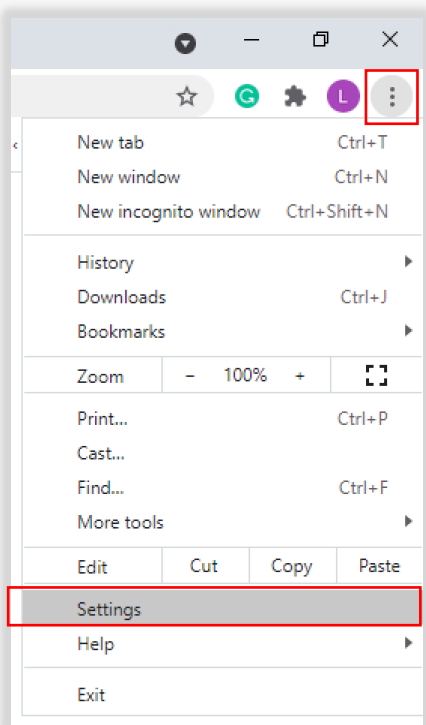 G
L
New tab Ctrl+T
New window Ctrl+N
New incognito window Ctrl+Shift+N
History
Downloads Ctrl+J
Bookmarks
Zoom - 100% +
Print... Ctrl+P
Cast...
Find... Ctrl+F
More tools
Edit Cut Copy Paste
Settings
Help
Exit